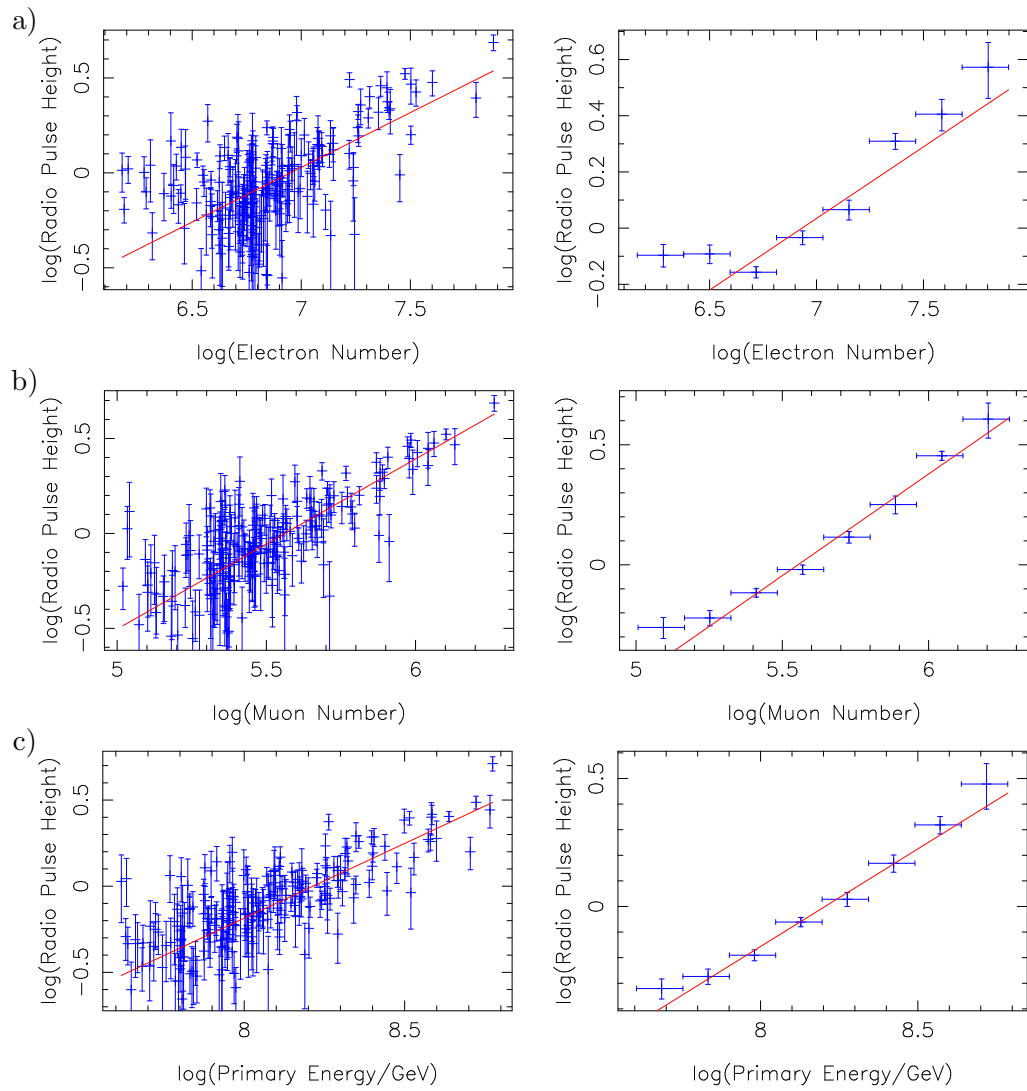 a)
log(Radio Pulse Height)
0.5
0
−0.5
6.5
7
7.5
log(Electron Number)
log(Radio Pulse Height)
0.6
0.4
0.2
0
−0.2
6.5
7
7.5
log(Electron Number)
b)
log(Radio Pulse Height)
0.5
0
−0.5
5
5.5
6
log(Muon Number)
log(Radio Pulse Height)
0.5
0
5
5.5
6
log(Muon Number)
c)
log(Radio Pulse Height)
0.5
0
−0.5
8
8.5
log(Primary Energy/GeV)
log(Radio Pulse Height)
0.5
0
8
8.5
log(Primary Energy/GeV)